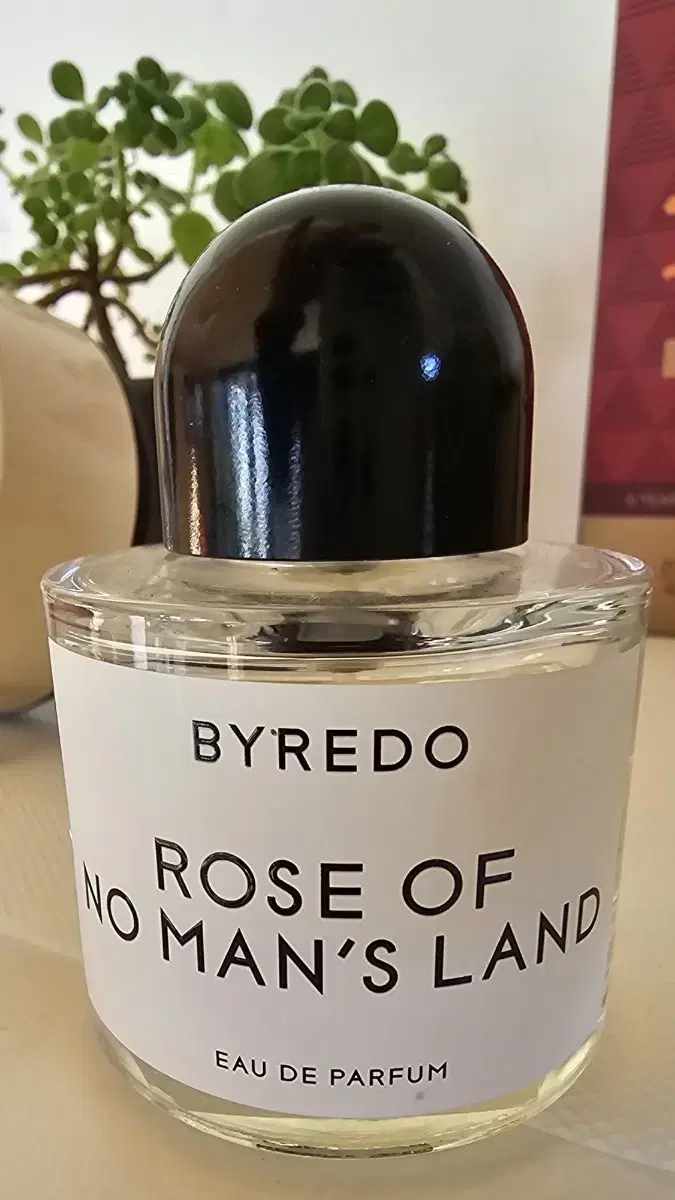 BYREDO
ROSE OF
NO MAN'S LAND
EAU DE PARFUM